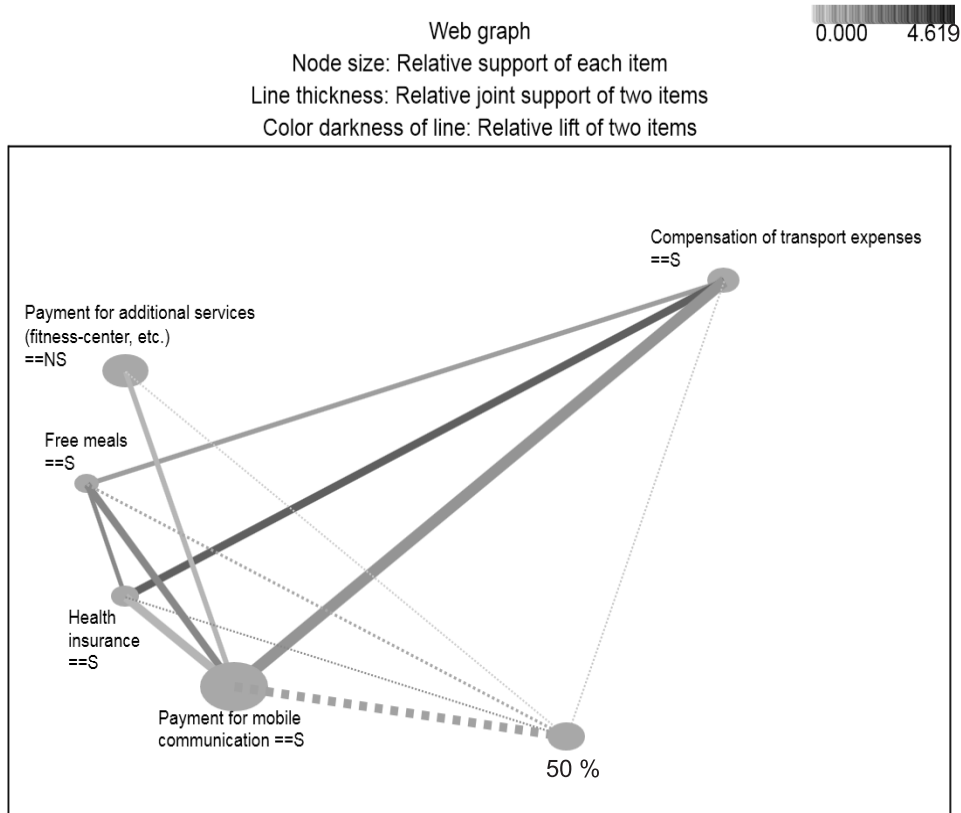 Web graph
0.000 4.619
Node size: Relative support of each item
Line thickness: Relative joint support of two items
Color darkness of line: Relative lift of two items
Compensation of transport expenses
==S
Payment for additional services
(fitness-center, etc.)
==NS
Free meals
==S
Health
insurance
==S
Payment for mobile
communication ==S
50 %